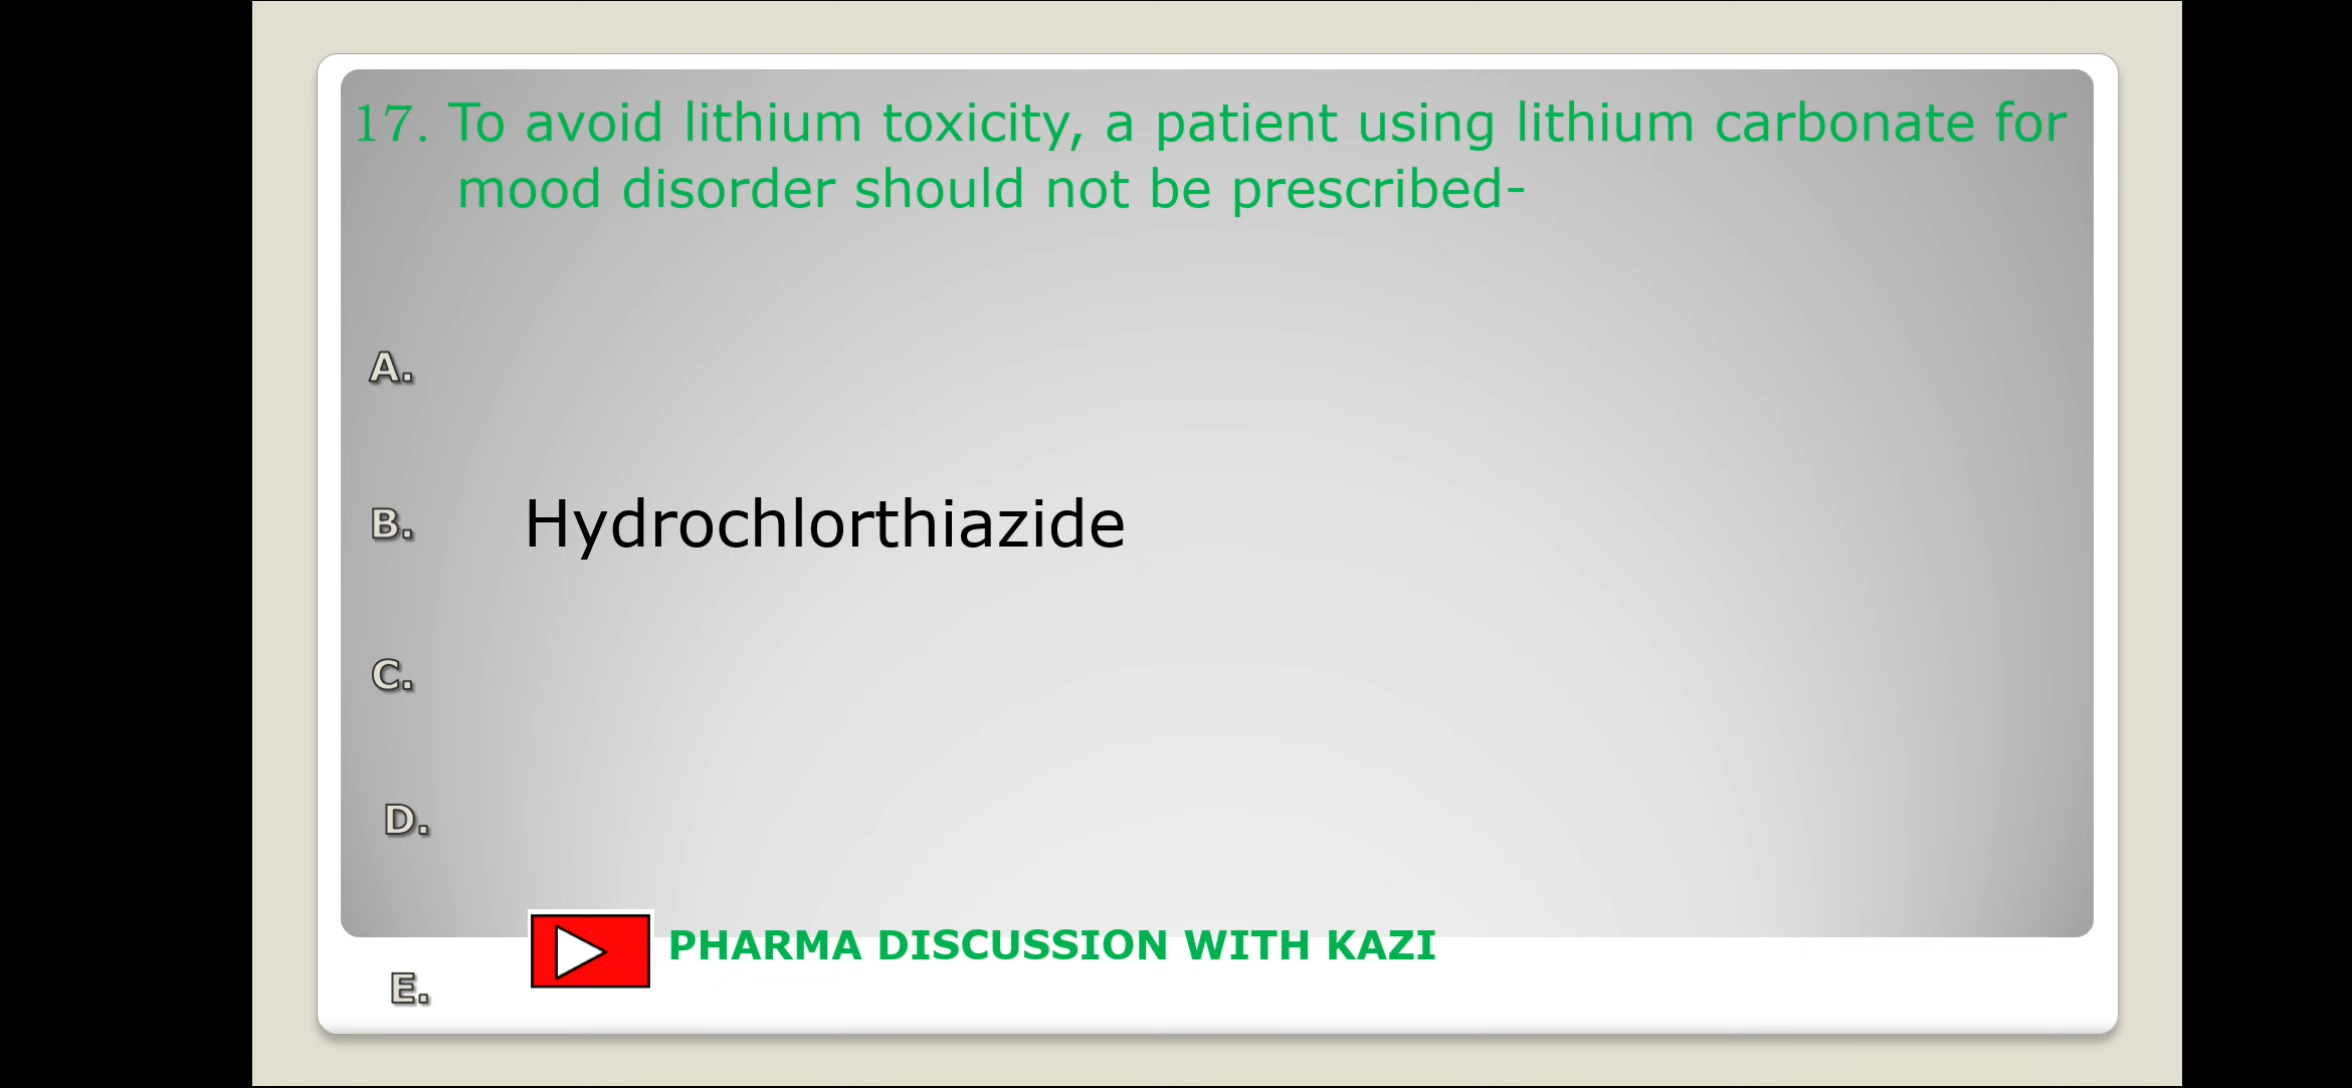 17. To avoid lithium toxicity, a patient using lithium carbonate for
mood disorder should not be prescribed-
A.
B. Hydrochlorthiazide
C.
D.
PHARMA DISCUSSION WITH KAZI
E.